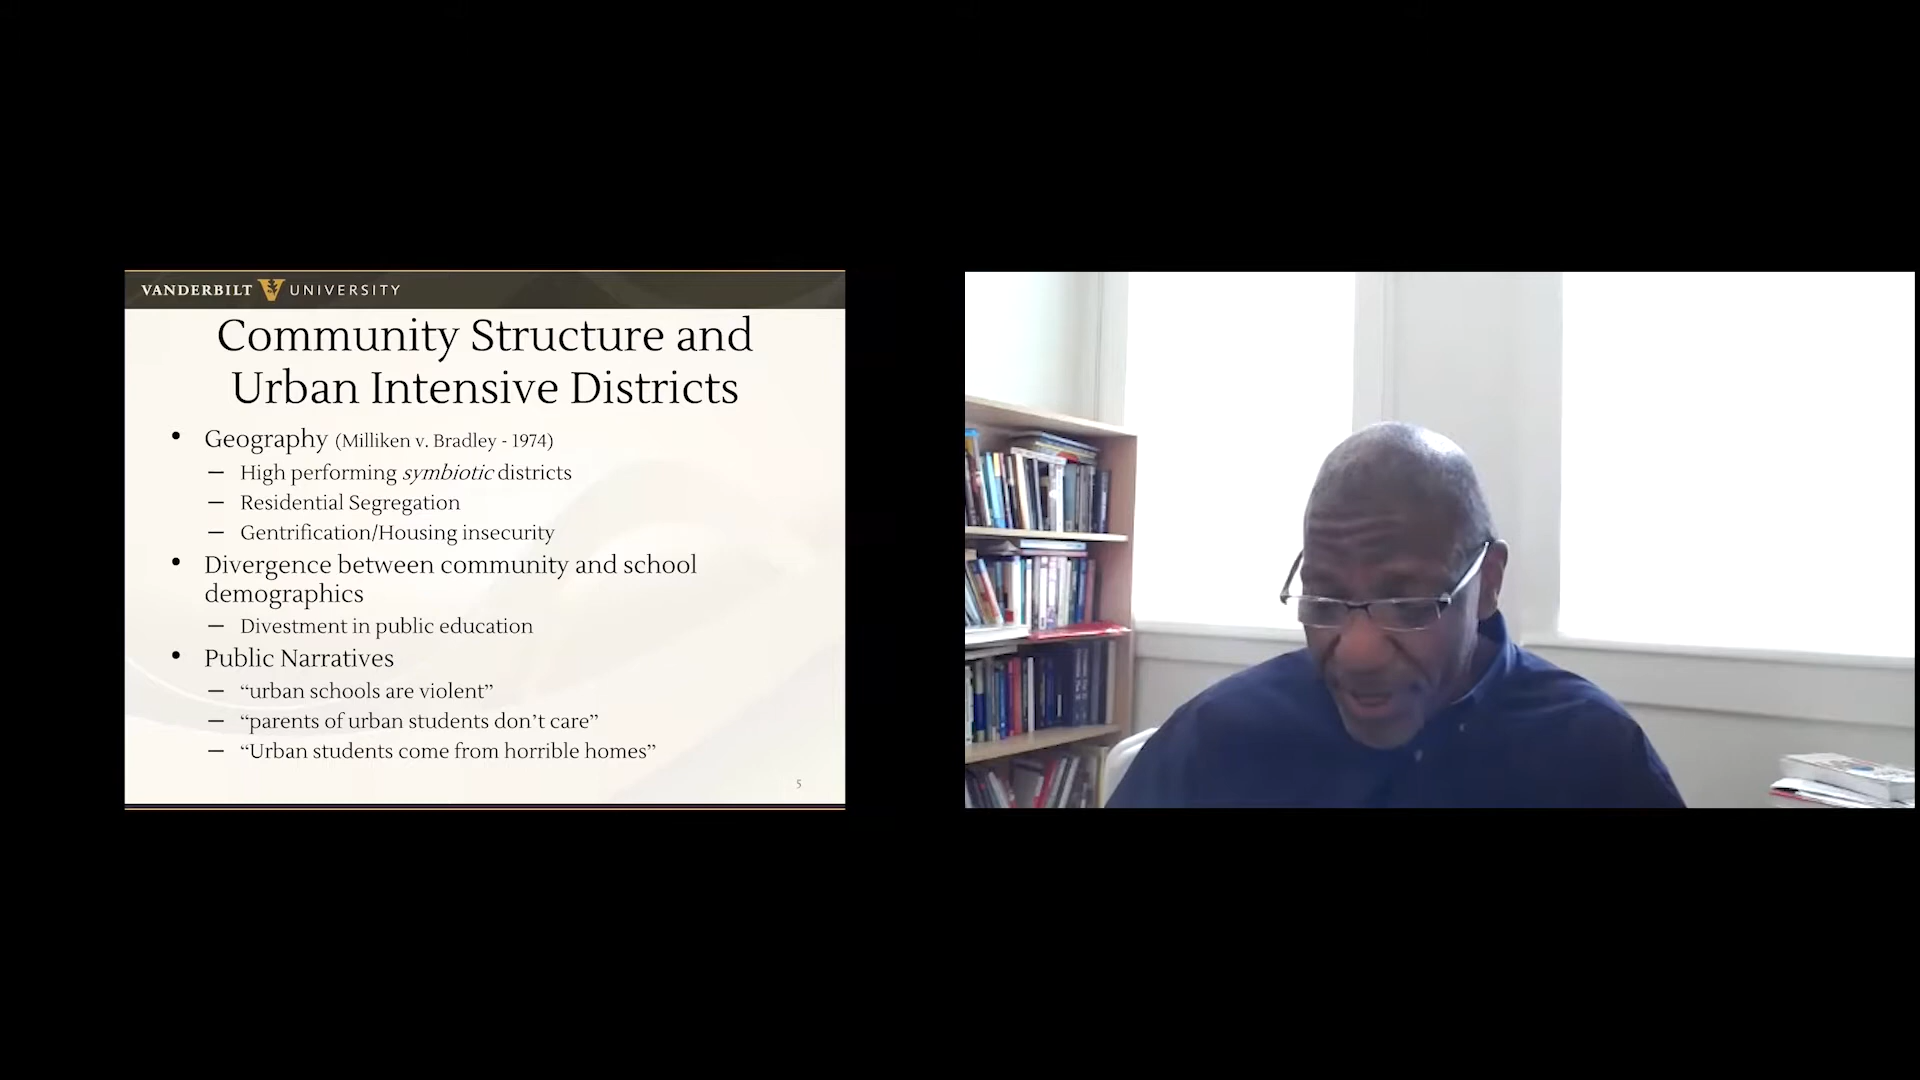 VANDERBILT UNIVERSITY
Community Structure and
Urban Intensive Districts
• Geography (Milliken v. Bradley - 1974)
– High performing symbiotic districts
– Residential Segregation
– Gentrification/Housing insecurity
• Divergence between community and school
demographics
– Divestment in public education
• Public Narratives
– “urban schools are violent”
– “parents of urban students don’t care”
– “Urban students come from horrible homes”
5